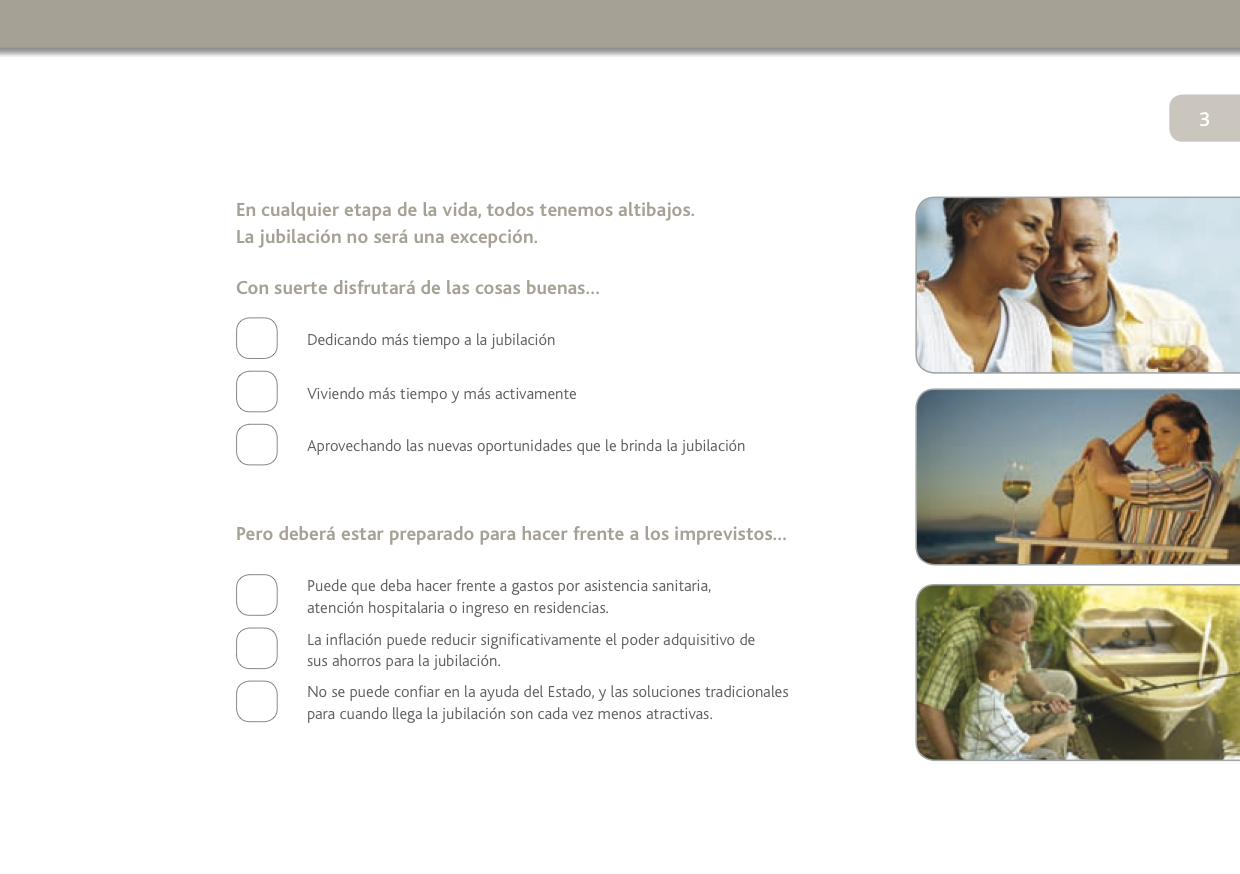 3
En cualquier etapa de la vida, todos tenemos altibajos.
La jubilación no será una excepción.
Con suerte disfrutará de las cosas buenas...
Dedicando más tiempo a la jubilación
Viviendo más tiempo y más activamente
Aprovechando las nuevas oportunidades que le brinda la jubilación
Pero deberá estar preparado para hacer frente a los imprevistos...
Puede que deba hacer frente a gastos por asistencia sanitaria,
atención hospitalaria o ingreso en residencias.
La inflación puede reducir significativamente el poder adquisitivo de
sus ahorros para la jubilación.
No se puede confiar en la ayuda del Estado, y las soluciones tradicionales
para cuando llega la jubilación son cada vez menos atractivas.